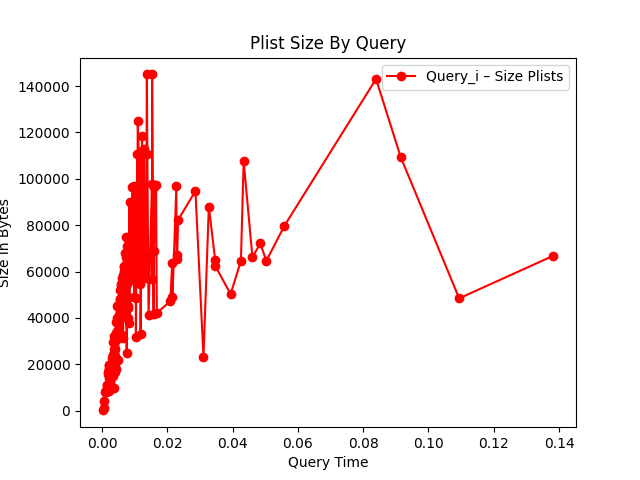 Plist Size By Query
Query_i – Size Plists
Size in Bytes
140000
120000
100000
80000
60000
40000
20000
0
0.00 0.02 0.04 0.06 0.08 0.10 0.12 0.14
Query Time